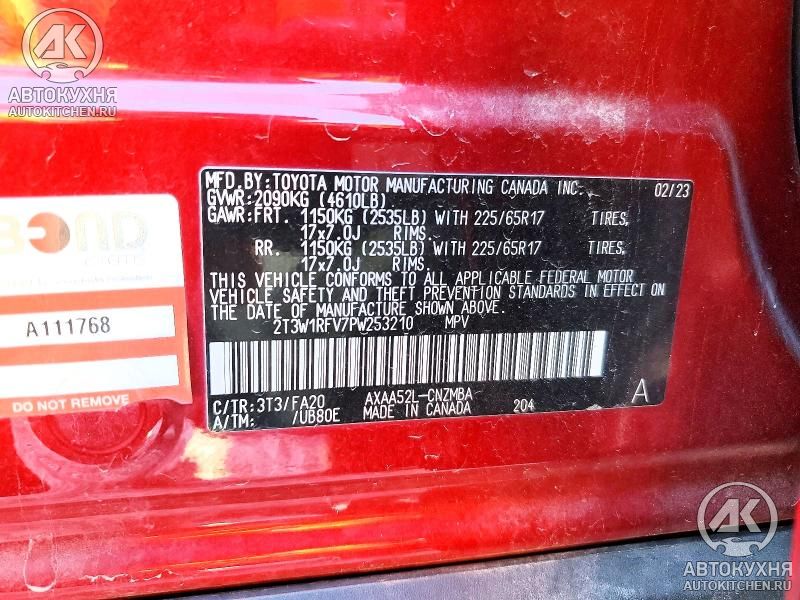 АВТОКУХНЯ
AUTOKITCHEN.RU
MFD.BY:TOYOTA MOTOR MANUFACTURING CANADA INC. 02/23
GVWR:2090KG (4610LB)
GAWR:FRT. 1150KG (2535LB) WITH 225/65R17 TIRES,
17x7.0J RIMS.
RR. 1150KG (2535LB) WITH 225/65R17 TIRES,
17x7.0J RIMS.
THIS VEHICLE CONFORMS TO ALL APPLICABLE FEDERAL MOTOR
VEHICLE SAFETY AND THEFT PREVENTION STANDARDS IN EFFECT ON
THE DATE OF MANUFACTURE SHOWN ABOVE.
2T3W1RFV7PW253210 MPV
C/TR:3T3/FA20 AXAA52L-CNZMBA A
A/TM: /UB80E MADE IN CANADA 204
BOND
A111768
DO NOT REMOVE
АВТОКУХНЯ
AUTOKITCHEN.RU